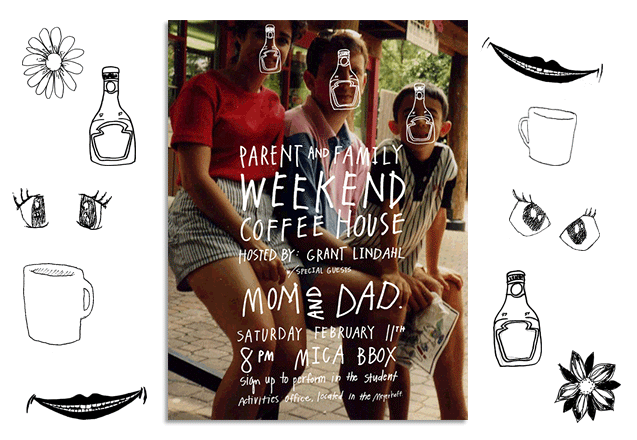 PARENT AND FAMILY
WEEKEND
COFFEE HOUSE
HOSTED BY: GRANT LINDAHL
w/ SPECIAL GUESTS
MOM AND DAD.
SATURDAY FEBRUARY 11TH
8 PM MICA BBOX
sign up to perform in the student
activities office, located in the Meyerhoff.